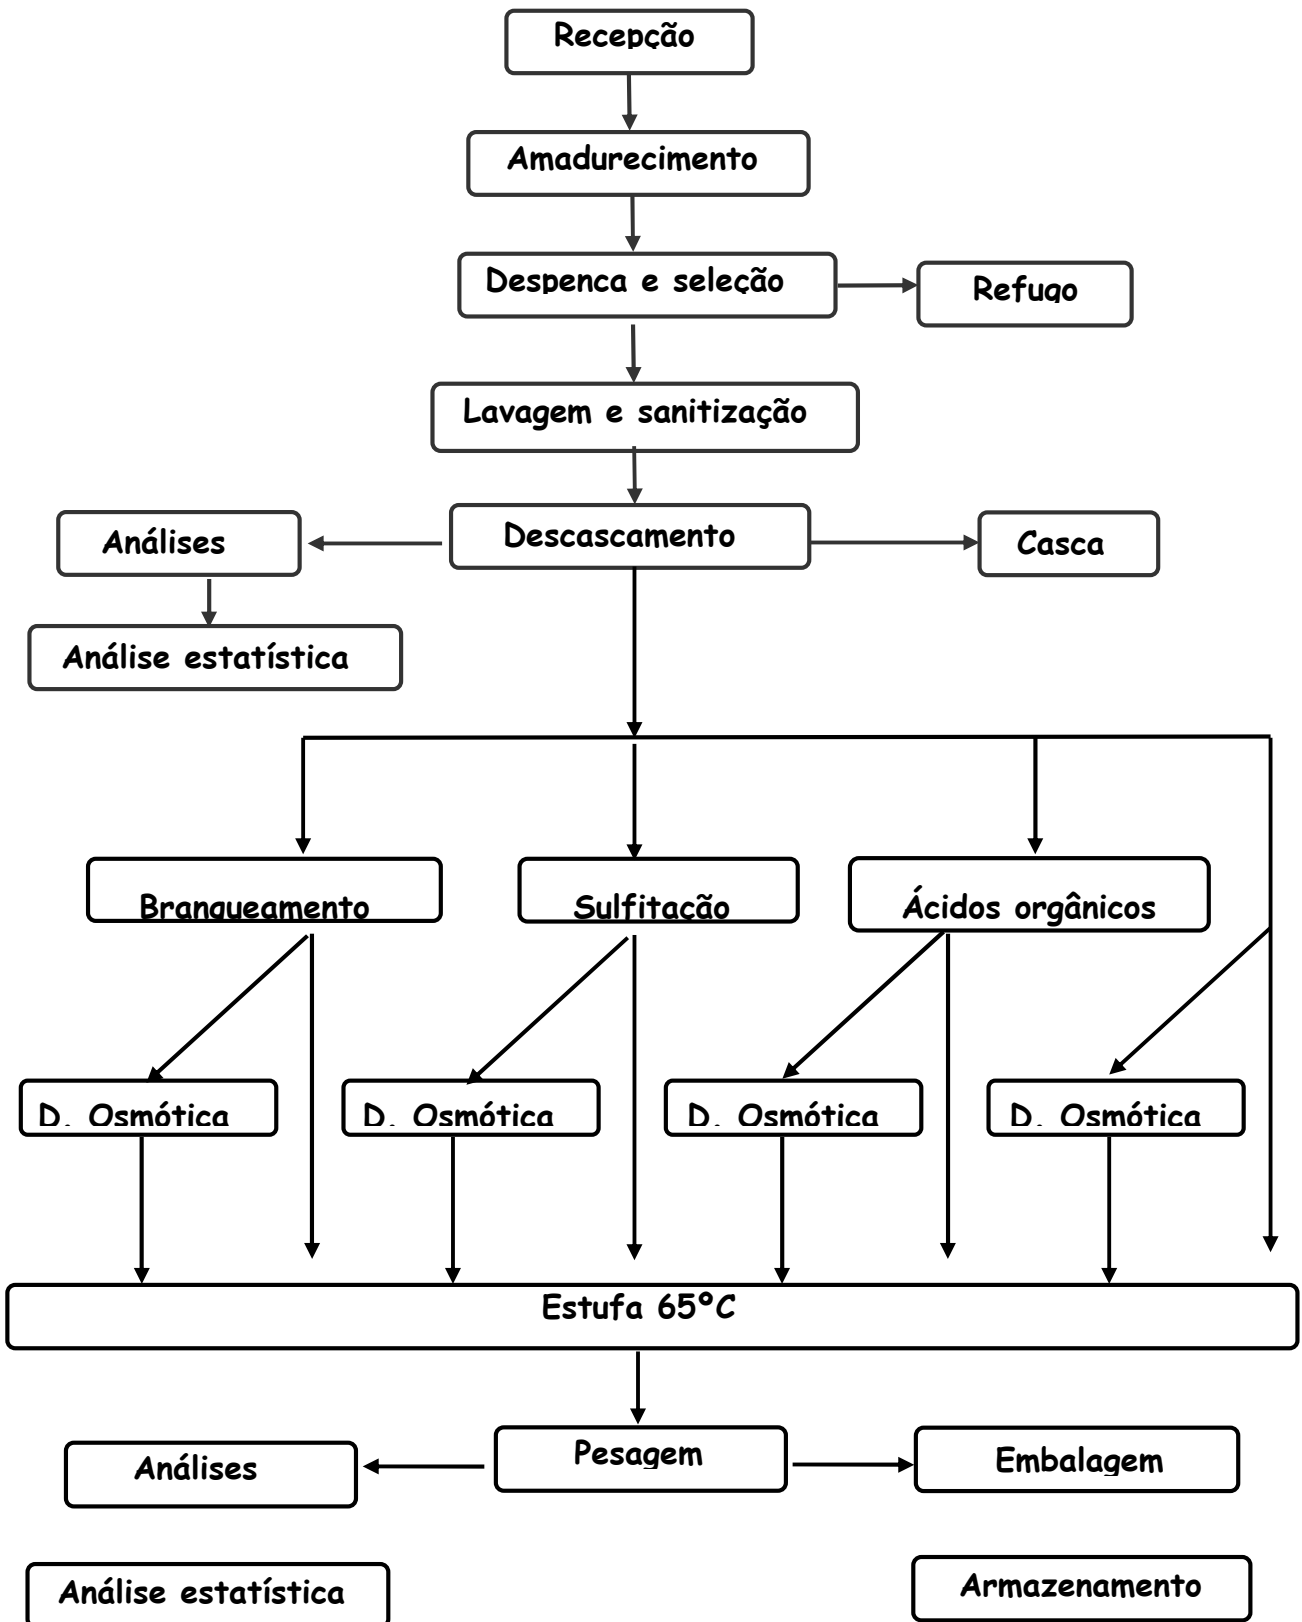 Recepção
Amadurecimento
Despenca e seleção
Refugo
Lavagem e sanitização
Análises
Descascamento
Casca
Análise estatística
Branqueamento
Sulfitação
Ácidos orgânicos
D. Osmótica
D. Osmótica
D. Osmótica
D. Osmótica
Estufa 65ºC
Análises
Pesagem
Embalagem
Análise estatística
Armazenamento